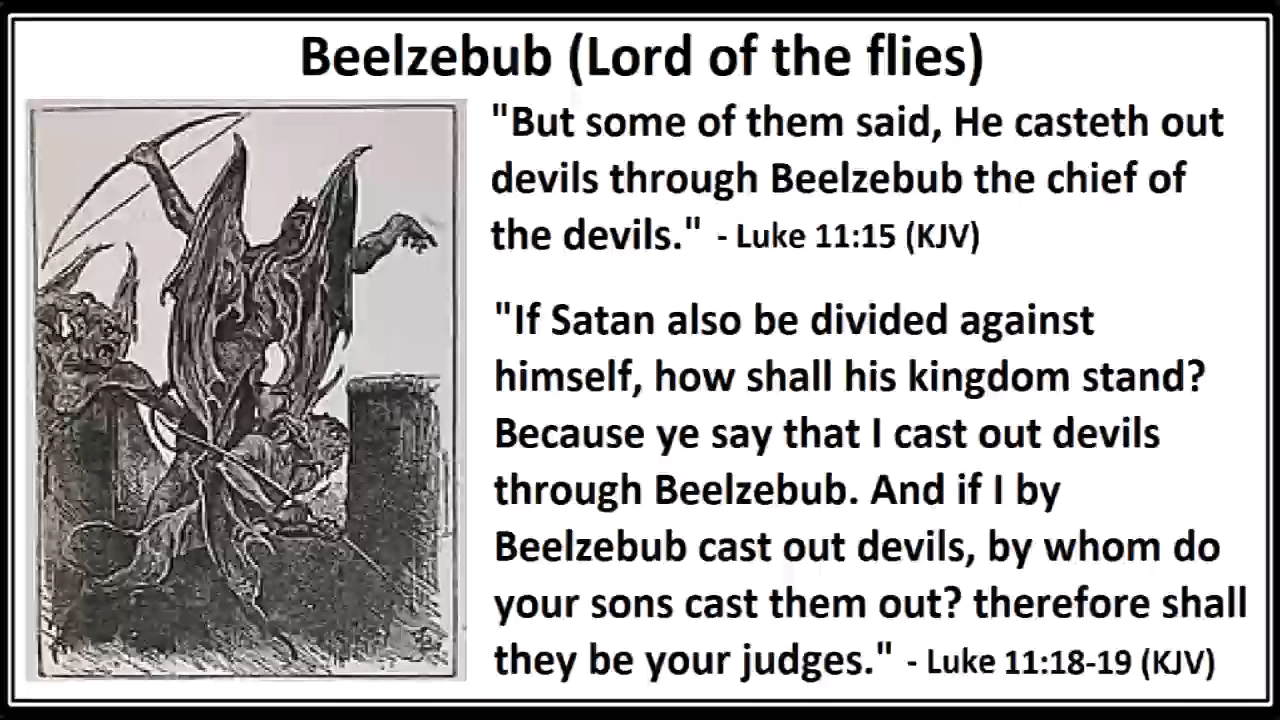 Beelzebub (Lord of the flies)
"But some of them said, He casteth out
devils through Beelzebub the chief of
the devils." - Luke 11:15 (KJV)
"If Satan also be divided against
himself, how shall his kingdom stand?
Because ye say that I cast out devils
through Beelzebub. And if I by
Beelzebub cast out devils, by whom do
your sons cast them out? therefore shall
they be your judges." - Luke 11:18-19 (KJV)